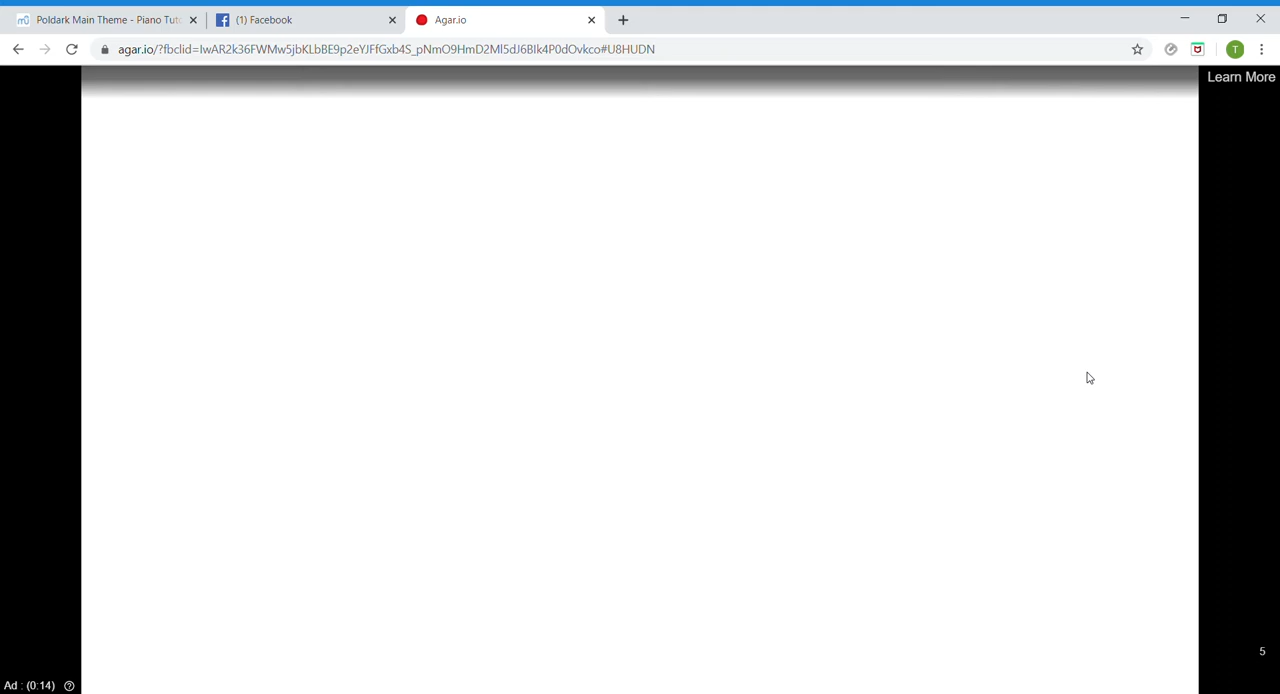 Poldark Main Theme - Piano Tuto
(1) Facebook
Agar.io
agar.io/?fbclid=IwAR2k36FWMw5jbKLbBE9p2eYJFfGxb4S_pNmO9HmD2Ml5dJ6BIk4P0dOvkco#U8HUDN
T
Learn More
5
Ad : (0:14)